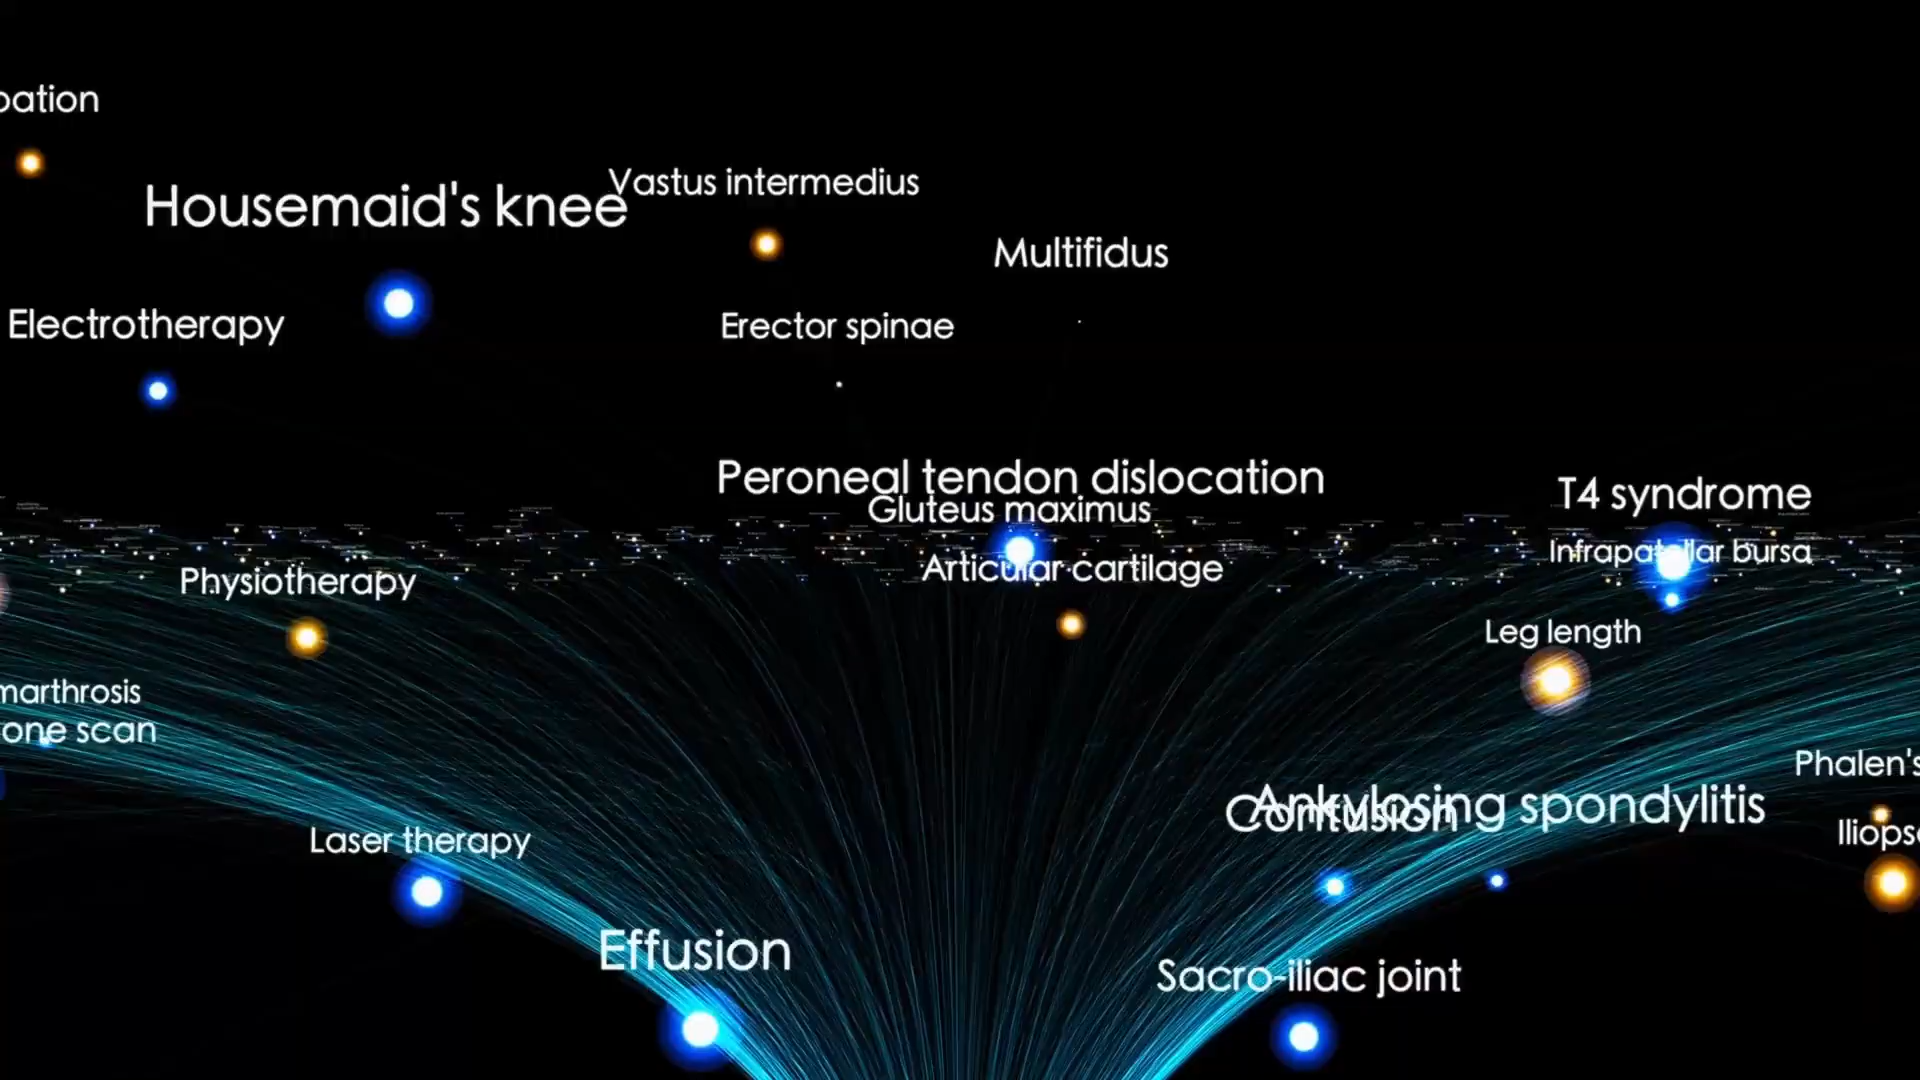 pation
Housemaid's knee
Vastus intermedius
Multifidus
Electrotherapy
Erector spinae
Peroneal tendon dislocation
Gluteus maximus
T4 syndrome
Infrapatellar bursa
Articular cartilage
Physiotherapy
Leg length
marthrosis
one scan
Phalen's
Ankylosing spondylitis
Contusion
Iliopso
Laser therapy
Effusion
Sacro-iliac joint